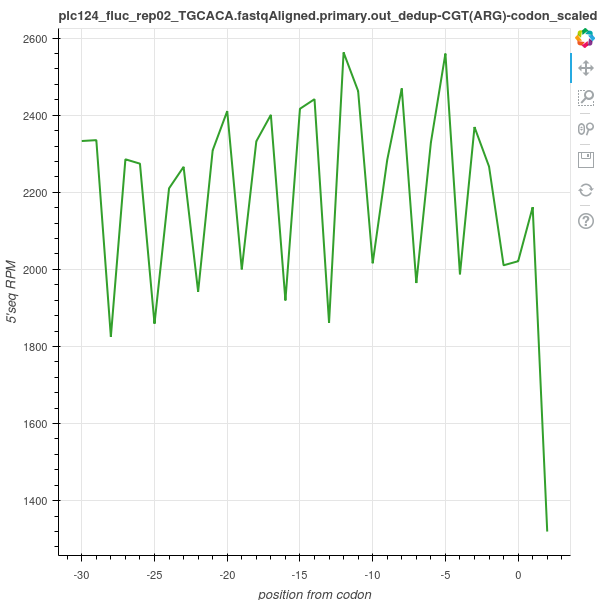 plc124_fluc_rep02_TGCACA.fastqAligned.primary.out_dedup-CGT(ARG)-codon_scaled
2600
2400
2200
2000
1800
1600
1400
5'seq RPM
-30 -25 -20 -15 -10 -5 0
position from codon